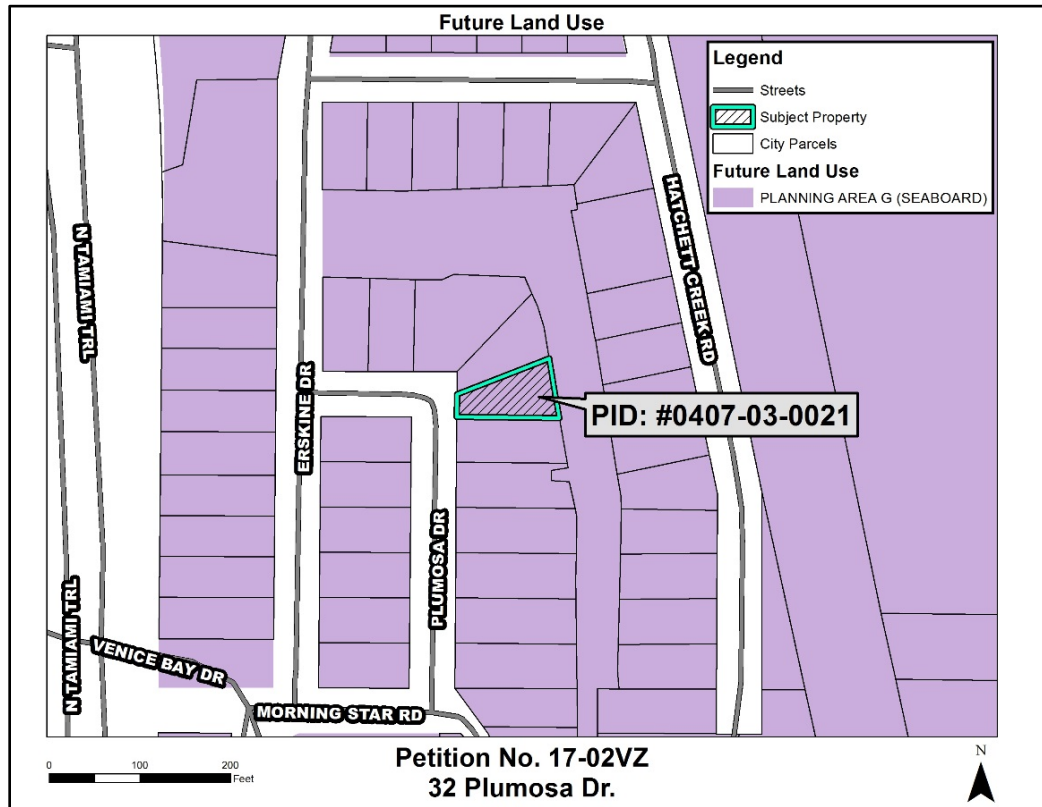 Future Land Use
Legend
Streets
Subject Property
City Parcels
Future Land Use
PLANNING AREA G (SEABOARD)
N TAMIAMI TRL
HATCHETT CREEK RD
ERSKINE DR
PID: #0407-03-0021
PLUMOSA DR
N TAMIAMI TRL
VENICE BAY DR
MORNING STAR RD
0 100 200
Feet
Petition No. 17-02VZ
32 Plumosa Dr.
N